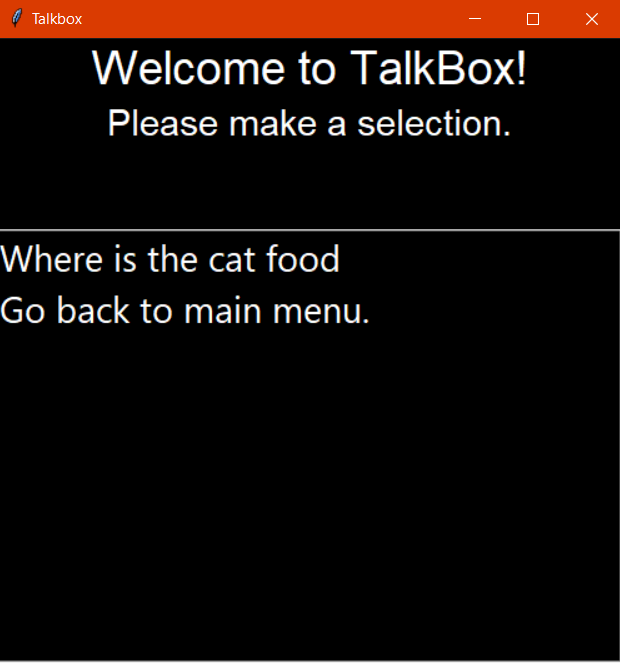 Talkbox
Welcome to TalkBox!
Please make a selection.
Where is the cat food
Go back to main menu.